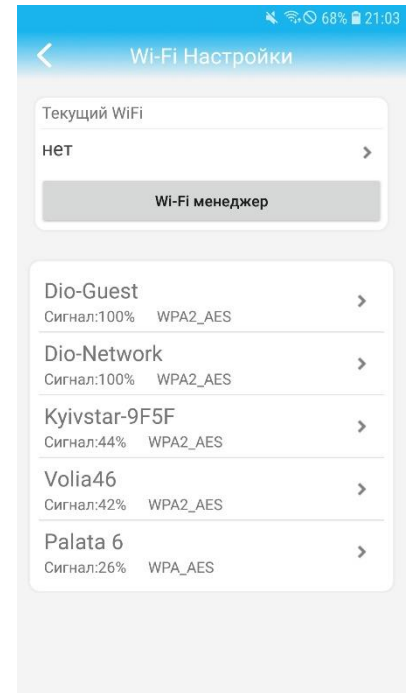 68% 21:03
Wi-Fi Настройки
Текущий WiFi
нет
Wi-Fi менеджер
Dio-Guest
Сигнал:100% WPA2_AES
Dio-Network
Сигнал:100% WPA2_AES
Kyivstar-9F5F
Сигнал:44% WPA2_AES
Volia46
Сигнал:42% WPA2_AES
Palata 6
Сигнал:26% WPA_AES